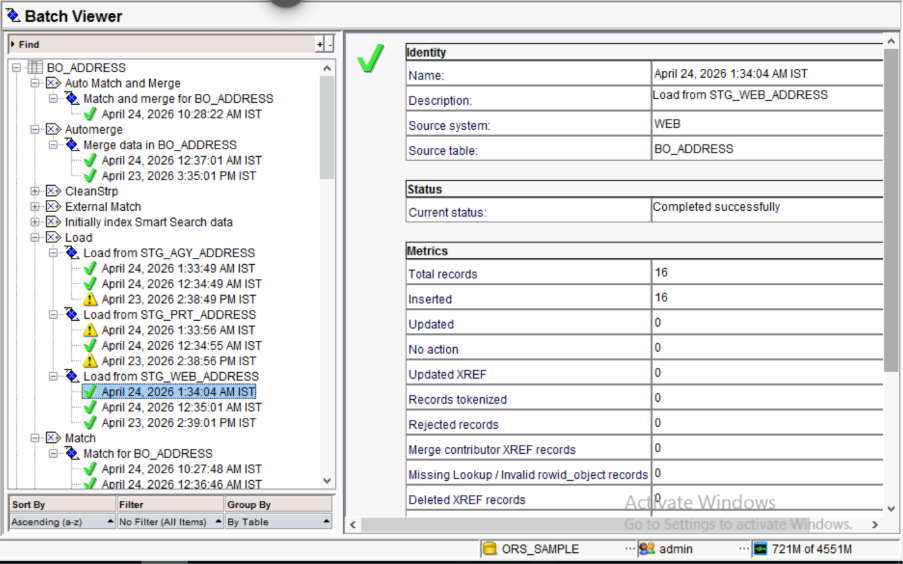 Batch Viewer
Find
+ -
BO_ADDRESS
Auto Match and Merge
Match and merge for BO_ADDRESS
April 24, 2026 10:28:22 AM IST
Automerge
Merge data in BO_ADDRESS
April 24, 2026 12:37:01 AM IST
April 23, 2026 3:35:01 PM IST
CleanStrp
External Match
Initially index Smart Search data
Load
Load from STG_AGY_ADDRESS
April 24, 2026 1:33:49 AM IST
April 24, 2026 12:34:49 AM IST
April 23, 2026 2:38:49 PM IST
Load from STG_PRT_ADDRESS
April 24, 2026 1:33:56 AM IST
April 24, 2026 12:34:55 AM IST
April 23, 2026 2:38:56 PM IST
Load from STG_WEB_ADDRESS
April 24, 2026 1:34:04 AM IST
April 24, 2026 12:35:01 AM IST
April 23, 2026 2:39:01 PM IST
Match
Match for BO_ADDRESS
April 24, 2026 10:27:48 AM IST
April 24, 2026 12:36:46 AM IST
Sort By Filter Group By
Ascending (a-z) No Filter (All Items) By Table
Identity
Name: April 24, 2026 1:34:04 AM IST
Description: Load from STG_WEB_ADDRESS
Source system: WEB
Source table: BO_ADDRESS
Status
Current status: Completed successfully
Metrics
Total records 16
Inserted 16
Updated 0
No action 0
Updated XREF 0
Records tokenized 0
Rejected records 0
Merge contributor XREF records 0
Missing Lookup / Invalid rowid_object records 0
Deleted XREF records 0
Activate Windows
Go to Settings to activate Windows.
ORS_SAMPLE admin 721M of 4551M